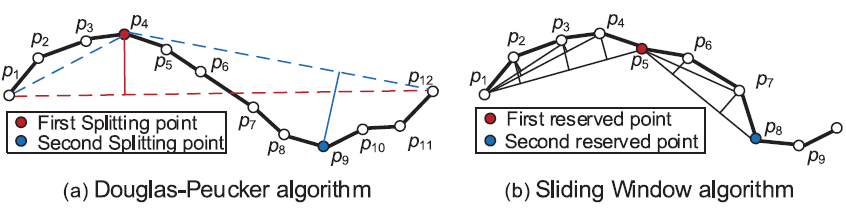 p1 p2 p3 p4 p5 p6 p7 p8 p9 p10 p11 p12
First Splitting point
Second Splitting point
(a) Douglas-Peucker algorithm
p1 p2 p3 p4 p5 p6 p7 p8 p9
First reserved point
Second reserved point
(b) Sliding Window algorithm